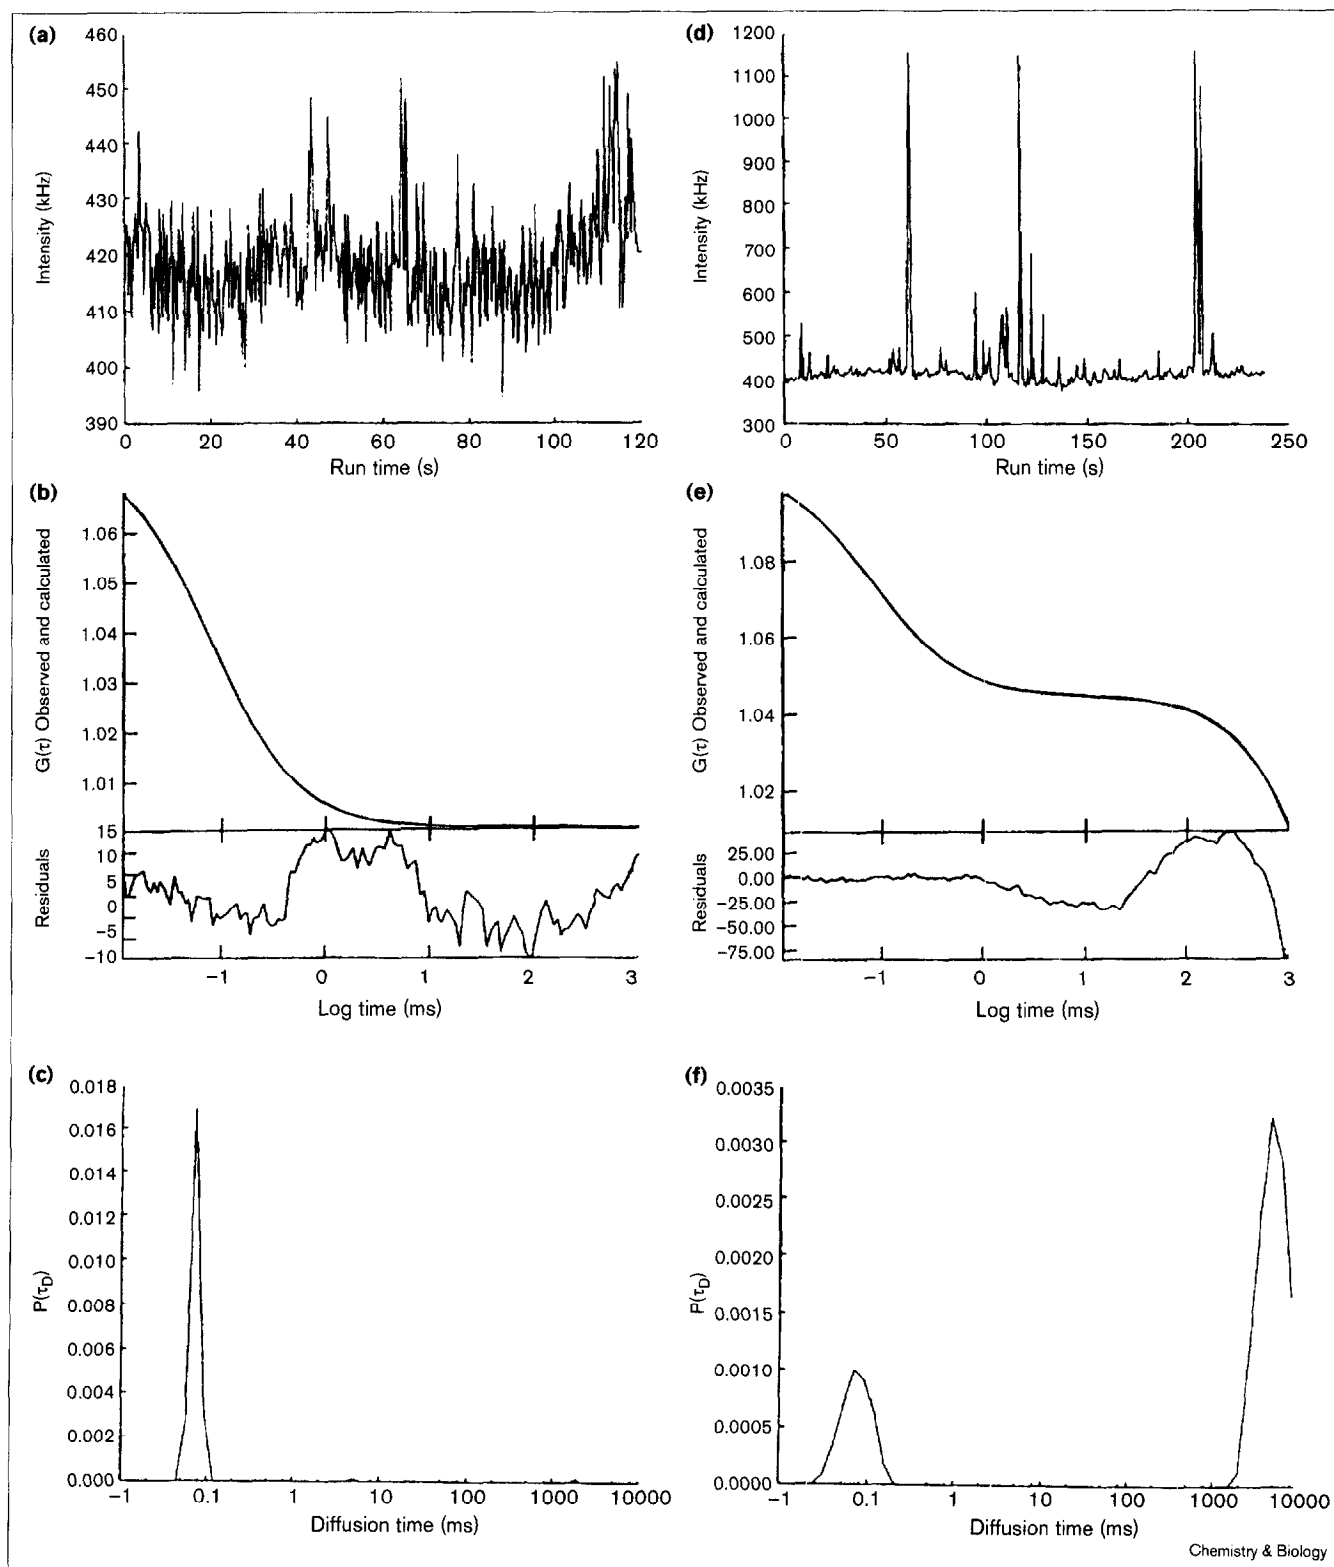 (a)
460
450
440
430
420
410
400
390
Intensity (kHz)
0 20 40 60 80 100 120
Run time (s)
(d)
1200
1100
1000
900
800
700
600
500
400
300
Intensity (kHz)
0 50 100 150 200 250
Run time (s)
(b)
1.06
1.05
1.04
1.03
1.02
1.01
G(τ) Observed and calculated
15
10
5
0
−5
−10
Residuals
−1 0 1 2 3
Log time (ms)
(e)
1.08
1.06
1.04
1.02
G(τ) Observed and calculated
25.00
0.00
−25.00
−50.00
−75.00
Residuals
−1 0 1 2 3
Log time (ms)
(c)
0.018
0.016
0.014
0.012
0.010
0.008
0.006
0.004
0.002
0.000
P(τD)
−1 0.1 1 10 100 1000 10000
Diffusion time (ms)
(f)
0.0035
0.0030
0.0025
0.0020
0.0015
0.0010
0.0005
0.0000
P(τD)
−1 0.1 1 10 100 1000 10000
Diffusion time (ms)
Chemistry & Biology